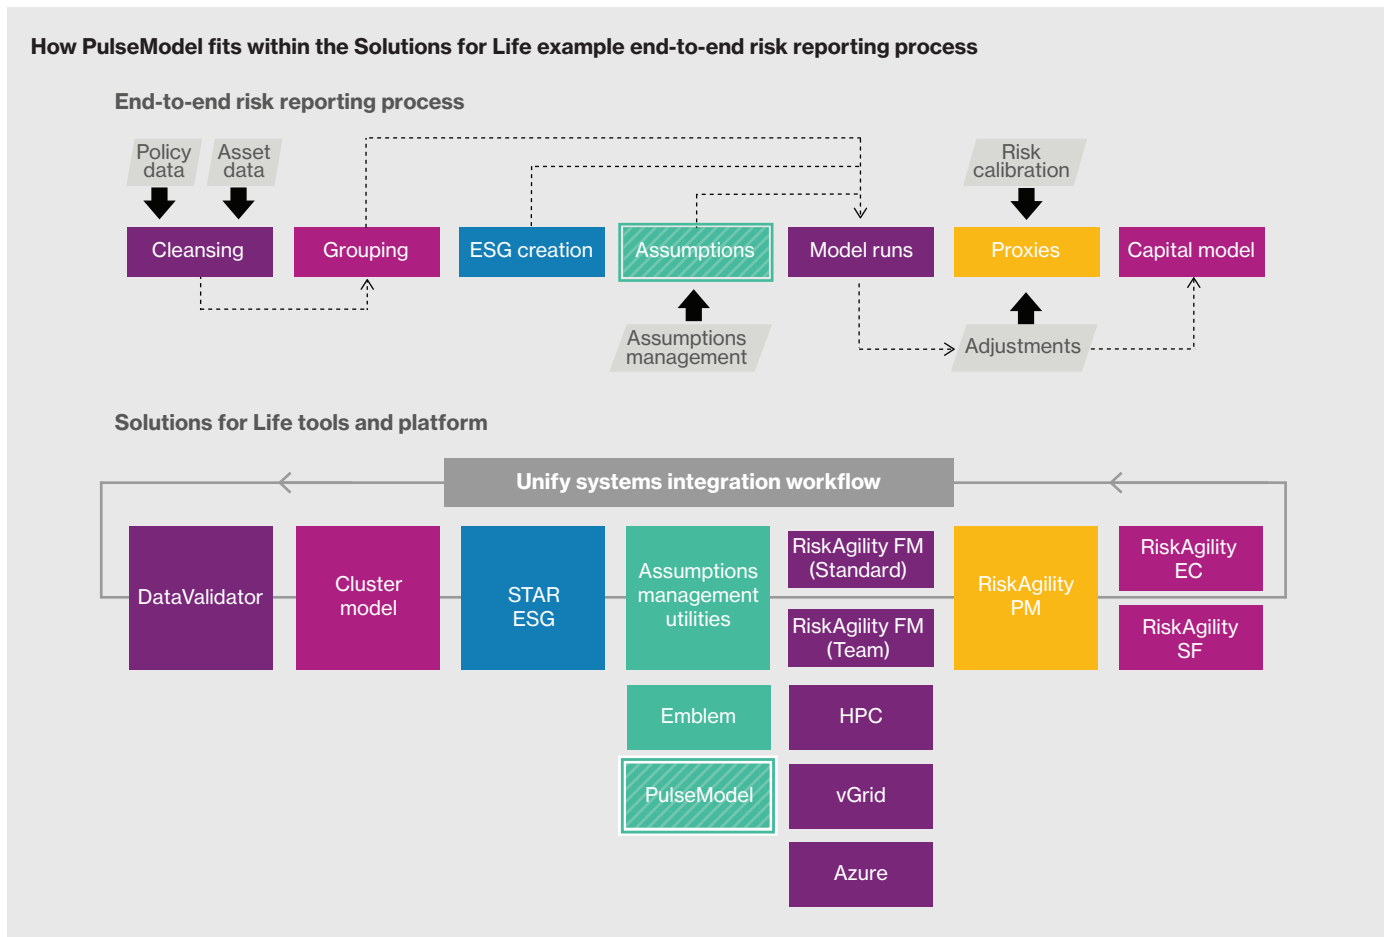 How PulseModel fits within the Solutions for Life example end-to-end risk reporting process
End-to-end risk reporting process
Policy
data
Asset
data
Risk
calibration
Cleansing
Grouping
ESG creation
Assumptions
Model runs
Proxies
Capital model
Assumptions
management
Adjustments
Solutions for Life tools and platform
Unify systems integration workflow
DataValidator
Cluster
model
STAR
ESG
Assumptions
management
utilities
RiskAgility FM
(Standard)
RiskAgility FM
(Team)
RiskAgility
PM
RiskAgility
EC
RiskAgility
SF
Emblem
HPC
PulseModel
vGrid
Azure